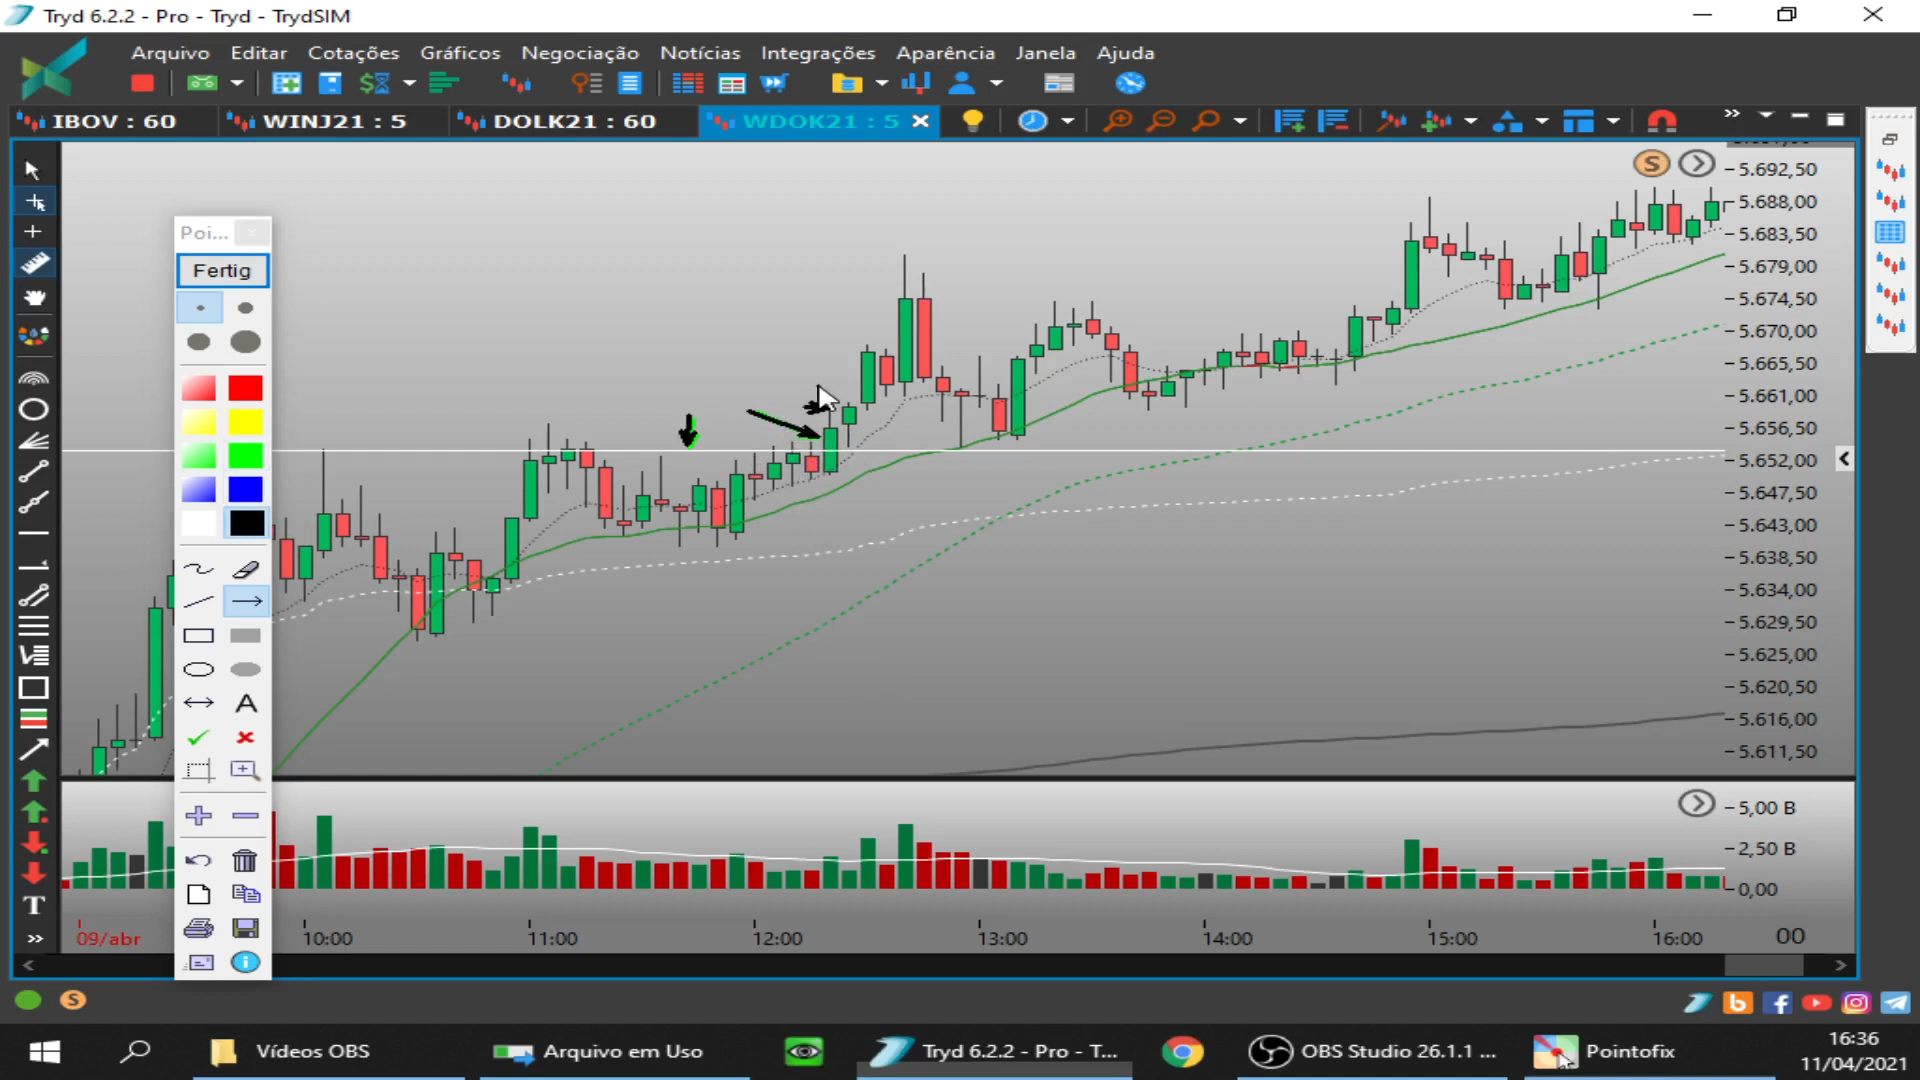 Tryd 6.2.2 - Pro - Tryd - TrydSIM
Arquivo Editar Cotações Gráficos Negociação Notícias Integrações Aparência Janela Ajuda
IBOV : 60 WINJ21 : 5 DOLK21 : 60 WDOK21 : 5
S
5.692,50
5.688,00
5.683,50
5.679,00
5.674,50
5.670,00
5.665,50
5.661,00
5.656,50
5.652,00
5.647,50
5.643,00
5.638,50
5.634,00
5.629,50
5.625,00
5.620,50
5.616,00
5.611,50
Poi...
Fertig
A
T
5,00 B
2,50 B
0,00
09/abr 10:00 11:00 12:00 13:00 14:00 15:00 16:00 00
S
Vídeos OBS Arquivo em Uso Tryd 6.2.2 - Pro - T... OBS Studio 26.1.1 ... Pointofix
16:36
11/04/2021